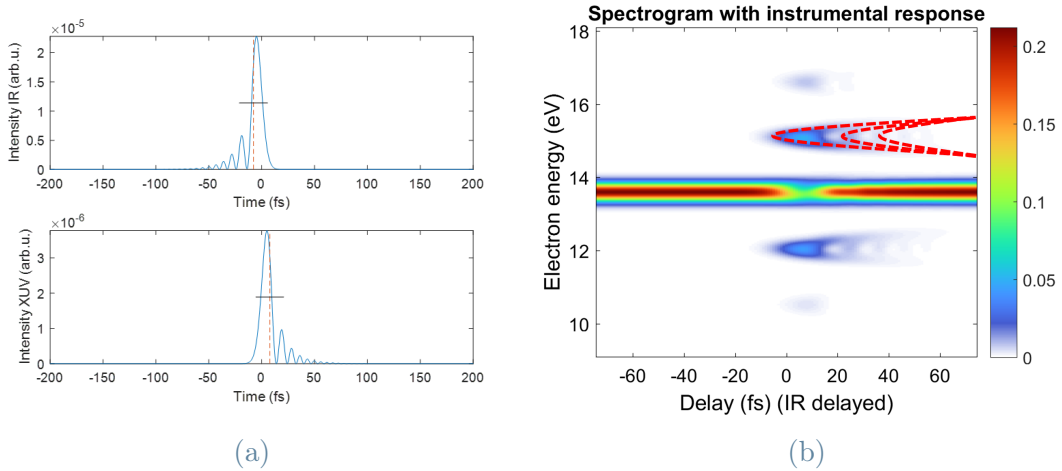 ×10⁻⁵
Intensity IR (arb.u.)
2
1.5
1
0.5
0
-200 -150 -100 -50 0 50 100 150 200
Time (fs)
×10⁻⁶
Intensity XUV (arb.u.)
3
2
1
0
-200 -150 -100 -50 0 50 100 150 200
Time (fs)
(a)
Spectrogram with instrumental response
Electron energy (eV)
18
16
14
12
10
-60 -40 -20 0 20 40 60
Delay (fs) (IR delayed)
0.2
0.15
0.1
0.05
0
(b)